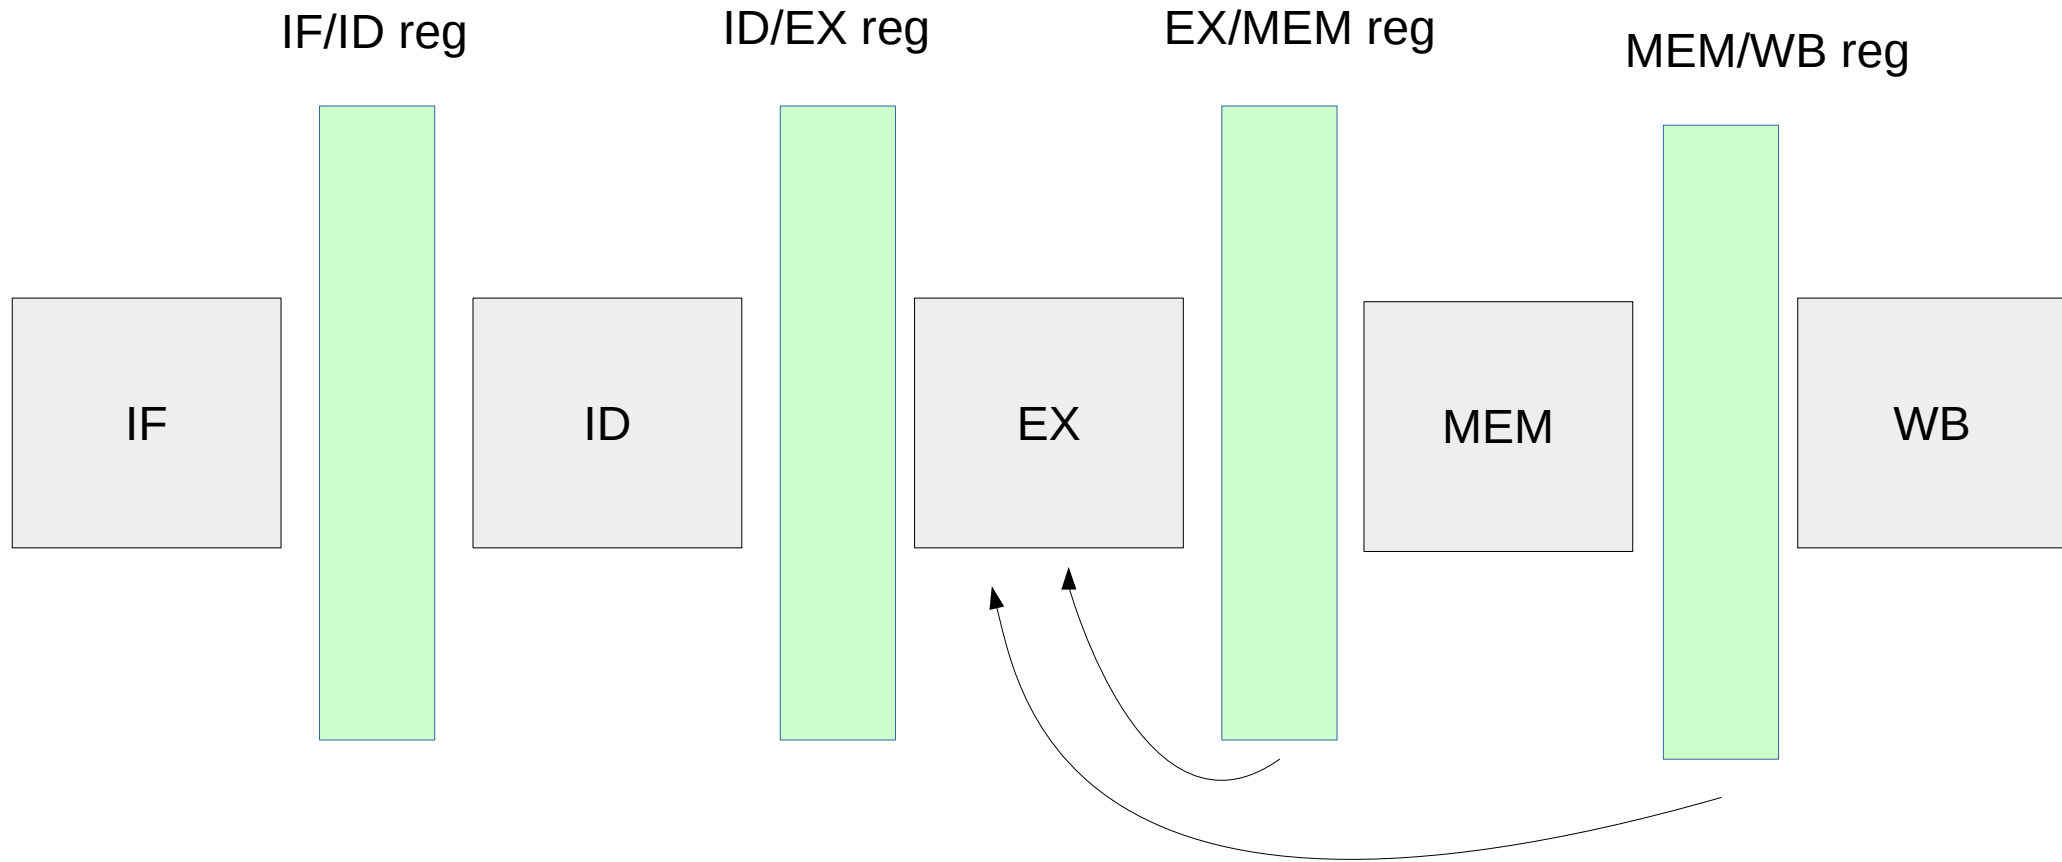 IF/ID reg
ID/EX reg
EX/MEM reg
MEM/WB reg
IF
ID
EX
MEM
WB